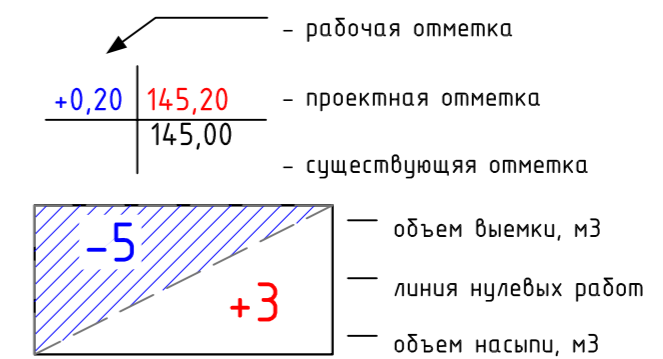 – рабочая отметка
+0,20 145,20 – проектная отметка
145,00
– существующяя отметка
-5 объем выемки, м3
линия нулевых работ
+3
объем насыпи, м3